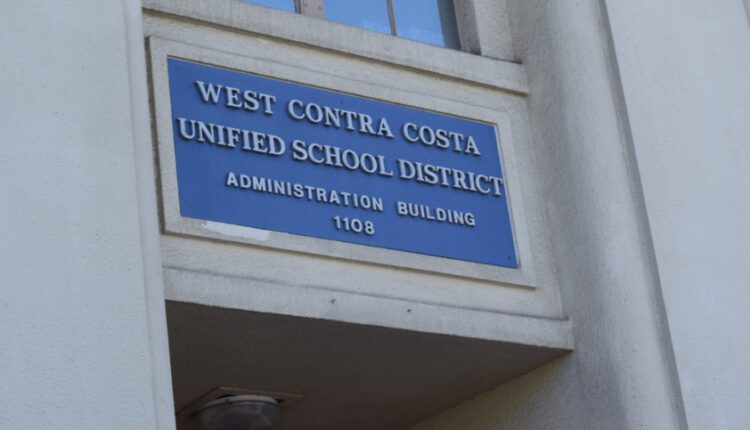 WEST CONTRA COSTA
UNIFIED SCHOOL DISTRICT
ADMINISTRATION BUILDING
1108